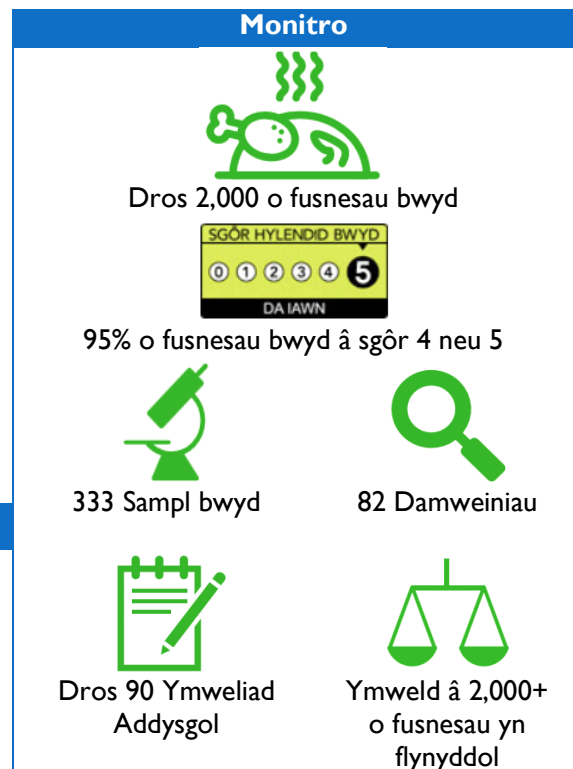 Monitro
Dros 2,000 o fusnesau bwyd
SGÔR HYLENDID BWYD
0 1 2 3 4 5
DA IAWN
95% o fusnesau bwyd â sgôr 4 neu 5
333 Sampl bwyd
82 Damweiniau
Dros 90 Ymweliad
Addysgol
Ymweld â 2,000+
o fusnesau yn
flynyddol